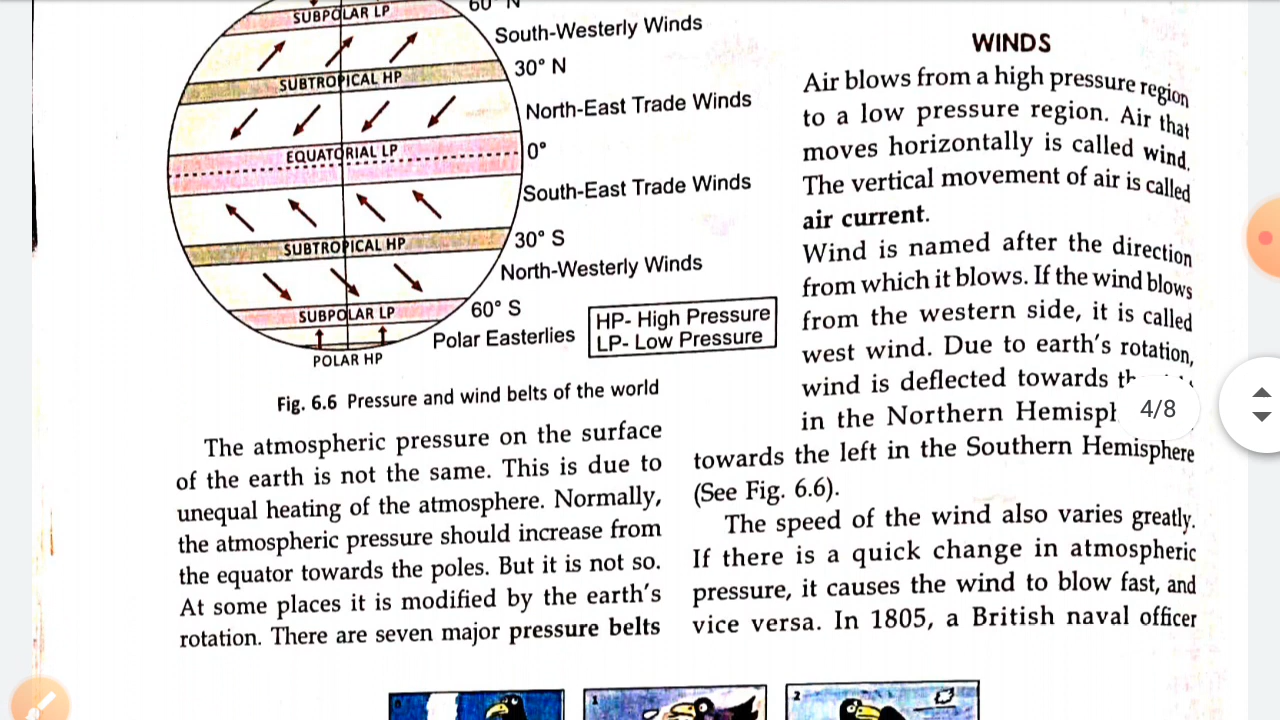 SUBPOLAR LP
60° N
South-Westerly Winds
SUBTROPICAL HP
30° N
North-East Trade Winds
EQUATORIAL LP
0°
South-East Trade Winds
SUBTROPICAL HP
30° S
North-Westerly Winds
SUBPOLAR LP
60° S
Polar Easterlies
POLAR HP
HP- High Pressure
LP- Low Pressure
Fig. 6.6 Pressure and wind belts of the world
The atmospheric pressure on the surface
of the earth is not the same. This is due to
unequal heating of the atmosphere. Normally,
the atmospheric pressure should increase from
the equator towards the poles. But it is not so.
At some places it is modified by the earth's
rotation. There are seven major pressure belts
WINDS
Air blows from a high pressure region
to a low pressure region. Air that
moves horizontally is called wind.
The vertical movement of air is called
air current.
Wind is named after the direction
from which it blows. If the wind blows
from the western side, it is called
west wind. Due to earth's rotation,
wind is deflected towards
in the Northern
towards the left in the Southern Hemisphere
(See Fig. 6.6).
The speed of the wind also varies greatly.
If there is a quick change in atmospheric
pressure, it causes the wind to blow fast, and
vice versa. In 1805, a British naval officer
4/8
1
2